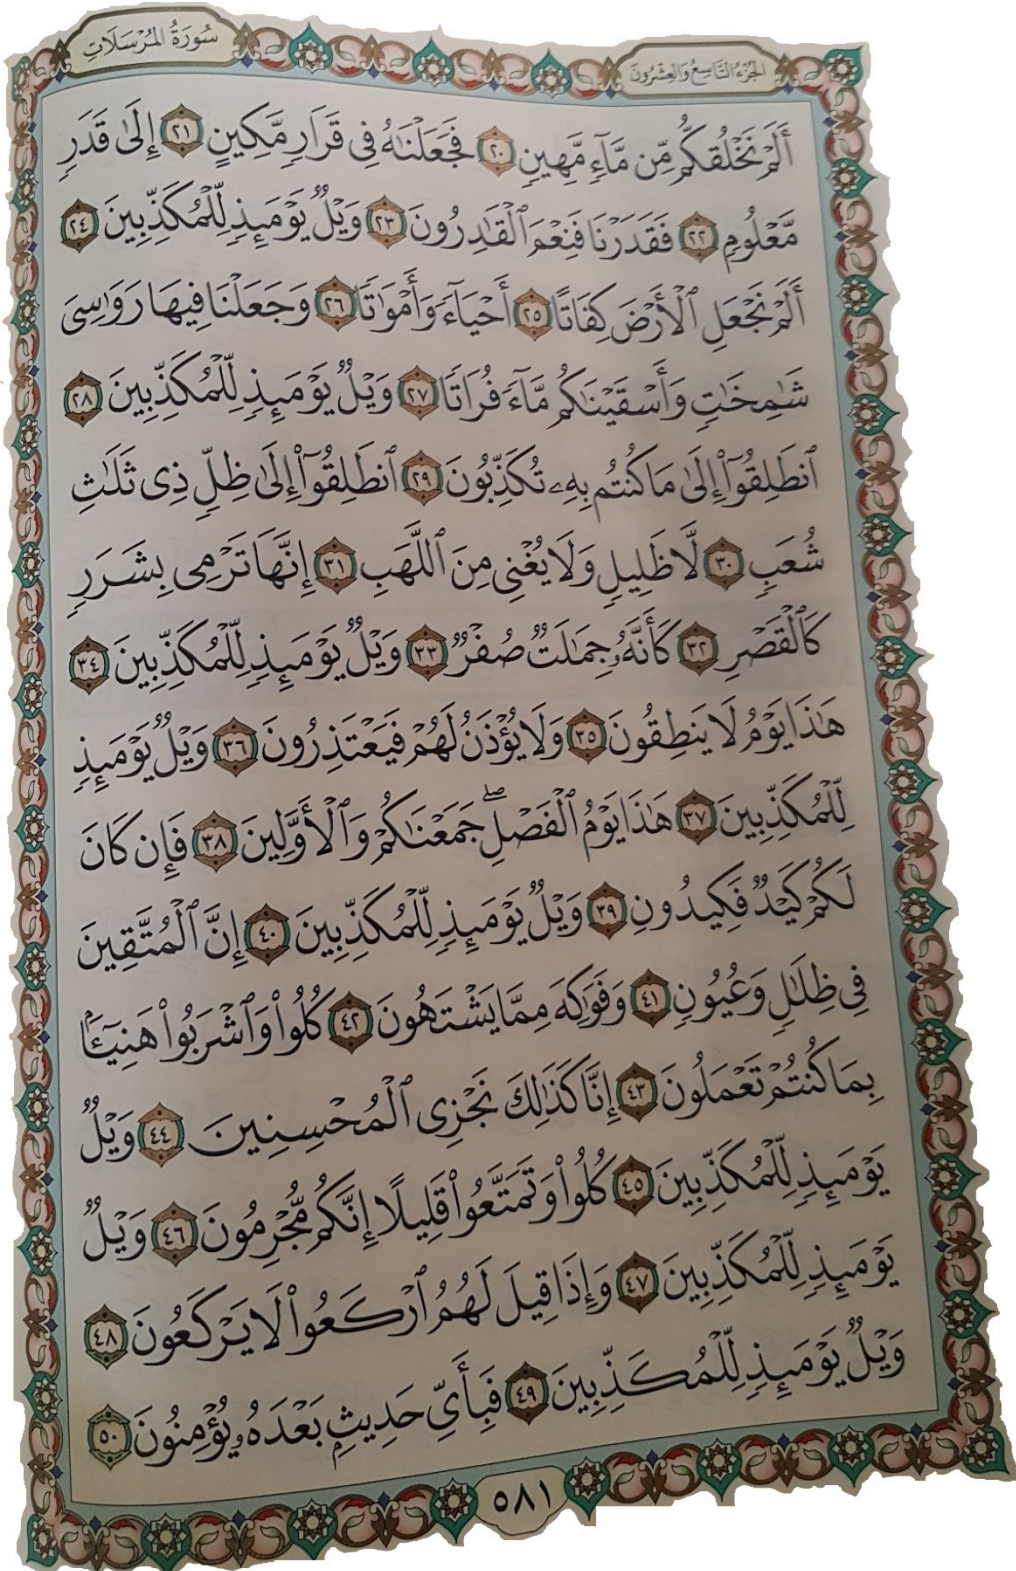 سُورَةُ المُرْسَلَاتِ
الجُزْءُ التَّاسِعُ وَالعِشْرُونَ
أَلَمْ نَخْلُقكُّم مِّن مَّآءٍ مَّهِينٍ ٢٠ فَجَعَلْنَٰهُ فِى قَرَارٍ مَّكِينٍ ٢١ إِلَىٰ قَدَرٍ
مَّعْلُومٍ ٢٢ فَقَدَرْنَا فَنِعْمَ ٱلْقَٰدِرُونَ ٢٣ وَيْلٌ يَوْمَئِذٍ لِّلْمُكَذِّبِينَ ٢٤
أَلَمْ نَجْعَلِ ٱلْأَرْضَ كِفَاتًا ٢٥ أَحْيَآءً وَأَمْوَٰتًا ٢٦ وَجَعَلْنَا فِيهَا رَوَٰسِىَ
شَٰمِخَٰتٍ وَأَسْقَيْنَٰكُم مَّآءً فُرَاتًا ٢٧ وَيْلٌ يَوْمَئِذٍ لِّلْمُكَذِّبِينَ ٢٨
ٱنطَلِقُوٓا۟ إِلَىٰ مَا كُنتُم بِهِۦ تُكَذِّبُونَ ٢٩ ٱنطَلِقُوٓا۟ إِلَىٰ ظِلٍّ ذِى ثَلَٰثِ
شُعَبٍ ٣٠ لَّا ظَلِيلٍ وَلَا يُغْنِى مِنَ ٱللَّهَبِ ٣١ إِنَّهَا تَرْمِى بِشَرَرٍ
كَٱلْقَصْرِ ٣٢ كَأَنَّهُۥ جِمَٰلَتٌ صُفْرٌ ٣٣ وَيْلٌ يَوْمَئِذٍ لِّلْمُكَذِّبِينَ ٣٤
هَٰذَا يَوْمُ لَا يَنطِقُونَ ٣٥ وَلَا يُؤْذَنُ لَهُمْ فَيَعْتَذِرُونَ ٣٦ وَيْلٌ يَوْمَئِذٍ
لِّلْمُكَذِّبِينَ ٣٧ هَٰذَا يَوْمُ ٱلْفَصْلِ ۖ جَمَعْنَٰكُمْ وَٱلْأَوَّلِينَ ٣٨ فَإِن كَانَ
لَكُمْ كَيْدٌ فَكِيدُونِ ٣٩ وَيْلٌ يَوْمَئِذٍ لِّلْمُكَذِّبِينَ ٤٠ إِنَّ ٱلْمُتَّقِينَ
فِى ظِلَٰلٍ وَعُيُونٍ ٤١ وَفَوَٰكِهَ مِمَّا يَشْتَهُونَ ٤٢ كُلُوا۟ وَٱشْرَبُوا۟ هَنِيٓـًٔۢا
بِمَا كُنتُمْ تَعْمَلُونَ ٤٣ إِنَّا كَذَٰلِكَ نَجْزِى ٱلْمُحْسِنِينَ ٤٤ وَيْلٌ
يَوْمَئِذٍ لِّلْمُكَذِّبِينَ ٤٥ كُلُوا۟ وَتَمَتَّعُوا۟ قَلِيلًا إِنَّكُم مُّجْرِمُونَ ٤٦ وَيْلٌ
يَوْمَئِذٍ لِّلْمُكَذِّبِينَ ٤٧ وَإِذَا قِيلَ لَهُمُ ٱرْكَعُوا۟ لَا يَرْكَعُونَ ٤٨
وَيْلٌ يَوْمَئِذٍ لِّلْمُكَذِّبِينَ ٤٩ فَبِأَىِّ حَدِيثٍۭ بَعْدَهُۥ يُؤْمِنُونَ ٥٠
٥٨١